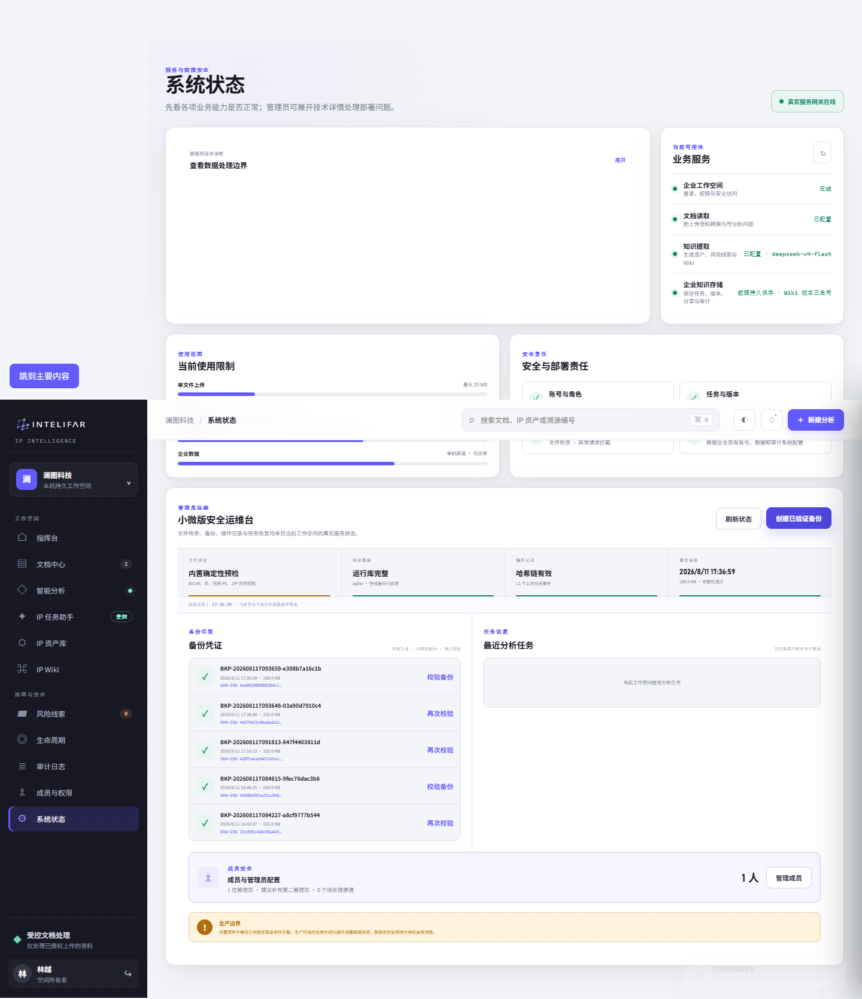 服务与数据安全
系统状态
先看各项业务能力是否正常；管理员可展开技术详情处理部署问题。
真实服务网关在线
管理员技术详情
查看数据处理边界
展开
当前可用性
业务服务
↻
企业工作空间
登录、权限与安全访问
在线
文档读取
把上传资料转换为可分析内容
已配置
知识提取
生成资产、风险线索与
Wiki
已配置 · deepseek-v4-flash
企业知识存储
保存任务、版本、
分享与审计
数据持久保存 · Wiki 版本已启用
使用范围
当前使用限制
单文件上传
最大 25 MB
企业数据
单机部署 · 可迁移
安全责任
安全与部署责任
✓ 账号与角色
✓ 任务与版本
文件检查 · 异常请求拦截
根据企业现有账号、数据和审计系统配置
跳到主要内容
澜图科技 / 系统状态
搜索文档、IP 资产或溯源编号
⌘ K
+ 新建分析
INTELIFAR
IP INTELLIGENCE
澜
澜图科技
本机持久工作空间
工作空间
指挥台
文档中心 2
智能分析
IP 任务助手 受控
IP 资产库
IP Wiki
治理与安全
风险线索 0
生命周期
审计日志
成员与权限
系统状态
受控文档处理
仅处理已授权上传的资料
林
林越
空间所有者
管理员运维
小微版安全运维台
文件检查、备份、操作记录与任务恢复均来自当前工作空间的真实服务状态。
刷新状态
创建已验证备份
文件安全
内置确定性预检
EICAR、宏、伪装 PE、ZIP 风险规则
知识数据
运行库完整
sqlite · 在线备份已启用
操作记录
哈希链有效
11 个工作空间事件
最近备份
2026/8/11 17:36:59
288.0 KB · 完整性通过
状态更新于 17:36:59 · 当前界面不提供在线数据库恢复
备份记录
备份凭证
在线生成 · 内容校验码 · 独立校验
✓ BKP-20260811T093659-e308b7a16c1b
2026/8/11 17:36:59 · 288.0 KB
SHA-256 4a606208888284c1…
校验备份
✓ BKP-20260811T093648-03a90d7910c4
2026/8/11 17:36:48 · 232.0 KB
SHA-256 44274f2c84a4a613…
再次校验
✓ BKP-20260811T091813-847f4403811d
2026/8/11 17:18:13 · 232.0 KB
SHA-256 4287a4a664316fa1…
再次校验
✓ BKP-20260811T084815-9fec76dac3b6
2026/8/11 16:48:15 · 288.0 KB
SHA-256 d4d8b69fac01a946…
校验备份
✓ BKP-20260811T084227-a8cf9777b544
2026/8/11 16:42:27 · 232.0 KB
SHA-256 33c85bc4bb38a4d3…
再次校验
任务恢复
最近分析任务
仅失败或中断任务可重试
当前工作空间暂无分析任务
成员安全
成员与管理员配置
1 位管理员 · 建议补充第二管理员 · 0 个待处理邀请
1 人
管理成员
! 生产边界
内置预检不等同于完整反恶意软件引擎；生产环境应启用外部扫描并设置故障关闭。数据库恢复保持为停机复核流程。
已生成可验证备份